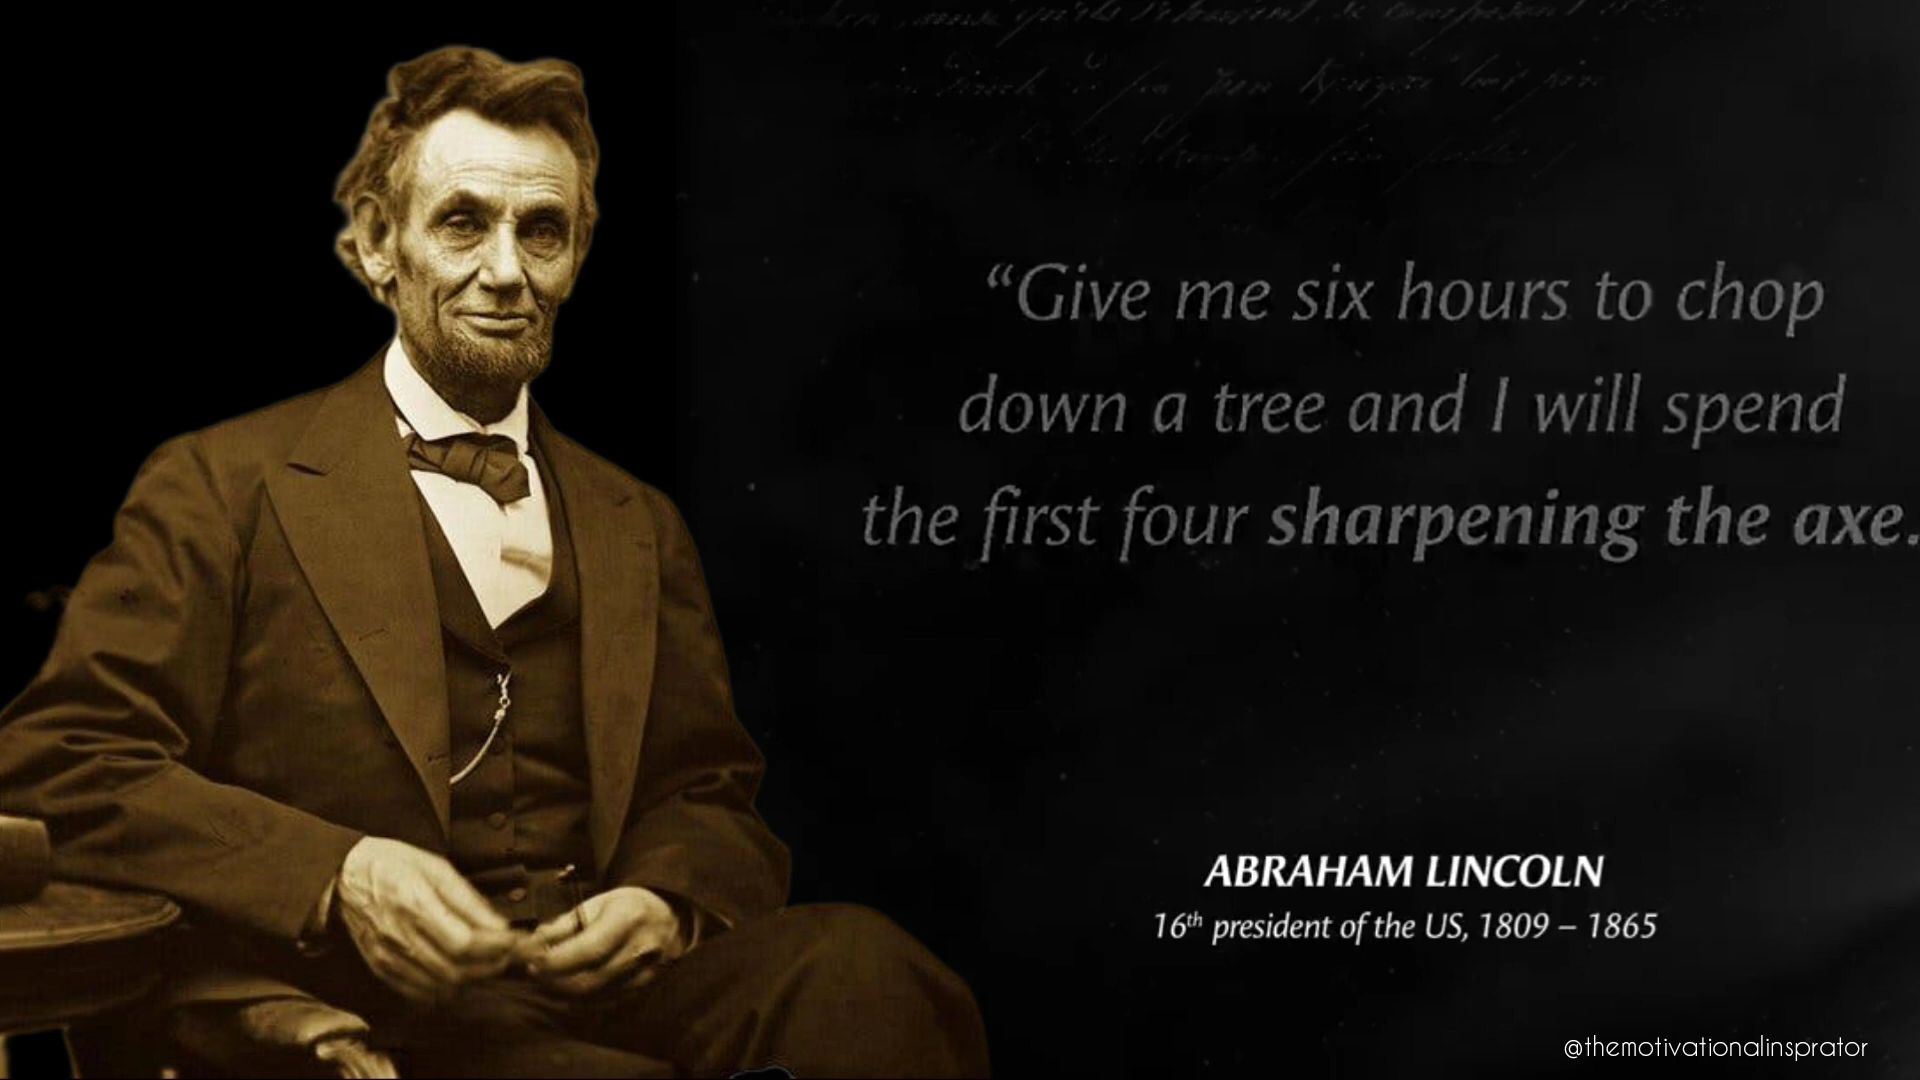 “Give me six hours to chop
down a tree and I will spend
the first four sharpening the axe.
ABRAHAM LINCOLN
16th president of the US, 1809 – 1865
@themotivationalinsprator